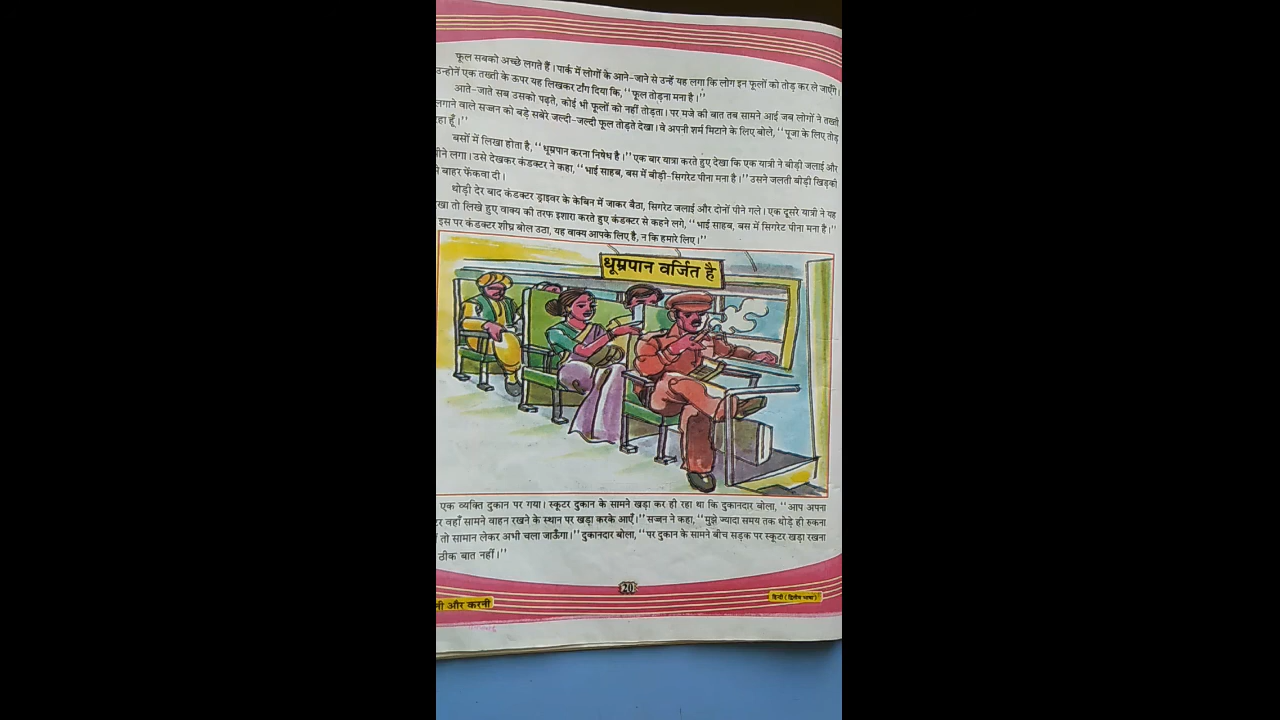 फूल सबको अच्छे लगते हैं। पार्क में लोगों के आने-जाने से उन्हें यह लगा कि लोग इन फूलों को तोड़ कर ले जाएँगे।
उन्होनें एक तख्ती के ऊपर यह लिखकर टाँग दिया कि, ‘‘फूल तोड़ना मना है।’’
आते-जाते सब उसको पढ़ते, कोई भी फूलों को नहीं तोड़ता। पर मजे की बात तब सामने आई जब लोगों ने तख्ती
लगाने वाले सज्जन को बड़े सबेरे जल्दी-जल्दी फूल तोड़ते देखा। वे अपनी शर्म मिटाने के लिए बोले, ‘‘पूजा के लिए तोड़
रहा हूँ।’’
बसों में लिखा होता है, ‘‘धूम्रपान करना निषेध है।’’ एक बार यात्रा करते हुए देखा कि एक यात्री ने बीड़ी जलाई और
पीने लगा। उसे देखकर कंडक्टर ने कहा, ‘‘भाई साहब, बस में बीड़ी-सिगरेट पीना मना है।’’ उसने जलती बीड़ी खिड़की
से बाहर फेंकवा दी।
थोड़ी देर बाद कंडक्टर ड्राइवर के केबिन में जाकर बैठा, सिगरेट जलाई और दोनों पीने गले। एक दूसरे यात्री ने यह
खा तो लिखे हुए वाक्य की तरफ इशारा करते हुए कंडक्टर से कहने लगे, ‘‘भाई साहब, बस में सिगरेट पीना मना है।’’
इस पर कंडक्टर शीघ्र बोल उठा, यह वाक्य आपके लिए है, न कि हमारे लिए।’’
धूम्रपान वर्जित है
एक व्यक्ति दुकान पर गया। स्कूटर दुकान के सामने खड़ा कर ही रहा था कि दुकानदार बोला, ‘‘आप अपना
टर वहाँ सामने वाहन रखने के स्थान पर खड़ा करके आएँ।’’ सज्जन ने कहा, ‘‘मुझे ज्यादा समय तक थोड़े ही रुकना
तो सामान लेकर अभी चला जाऊँगा।’’ दुकानदार बोला, ‘‘पर दुकान के सामने बीच सड़क पर स्कूटर खड़ा रखना
ठीक बात नहीं।’’
20
नी और करनी
हिन्दी (द्वितीय भाषा)